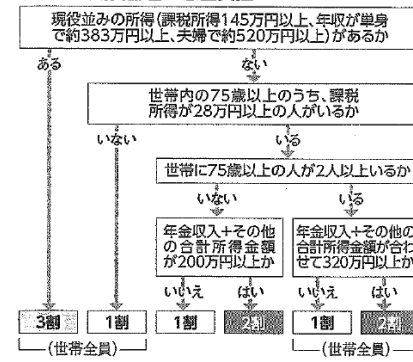 現役並みの所得(課税所得145万円以上、年収が単身
で約383万円以上、夫婦で約520万円以上)があるか
ある
ない
世帯内の75歳以上のうち、課税
所得が28万円以上の人がいるか
いない
いる
世帯に75歳以上の人が2人以上いるか
いない
いる
年金収入+その他
の合計所得金額
が200万円以上か
年金収入+その他の
合計所得金額が合わ
せて320万円以上か
いいえ
はい
いいえ
はい
3割
1割
1割
2割
1割
2割
(世帯全員)
(世帯全員)